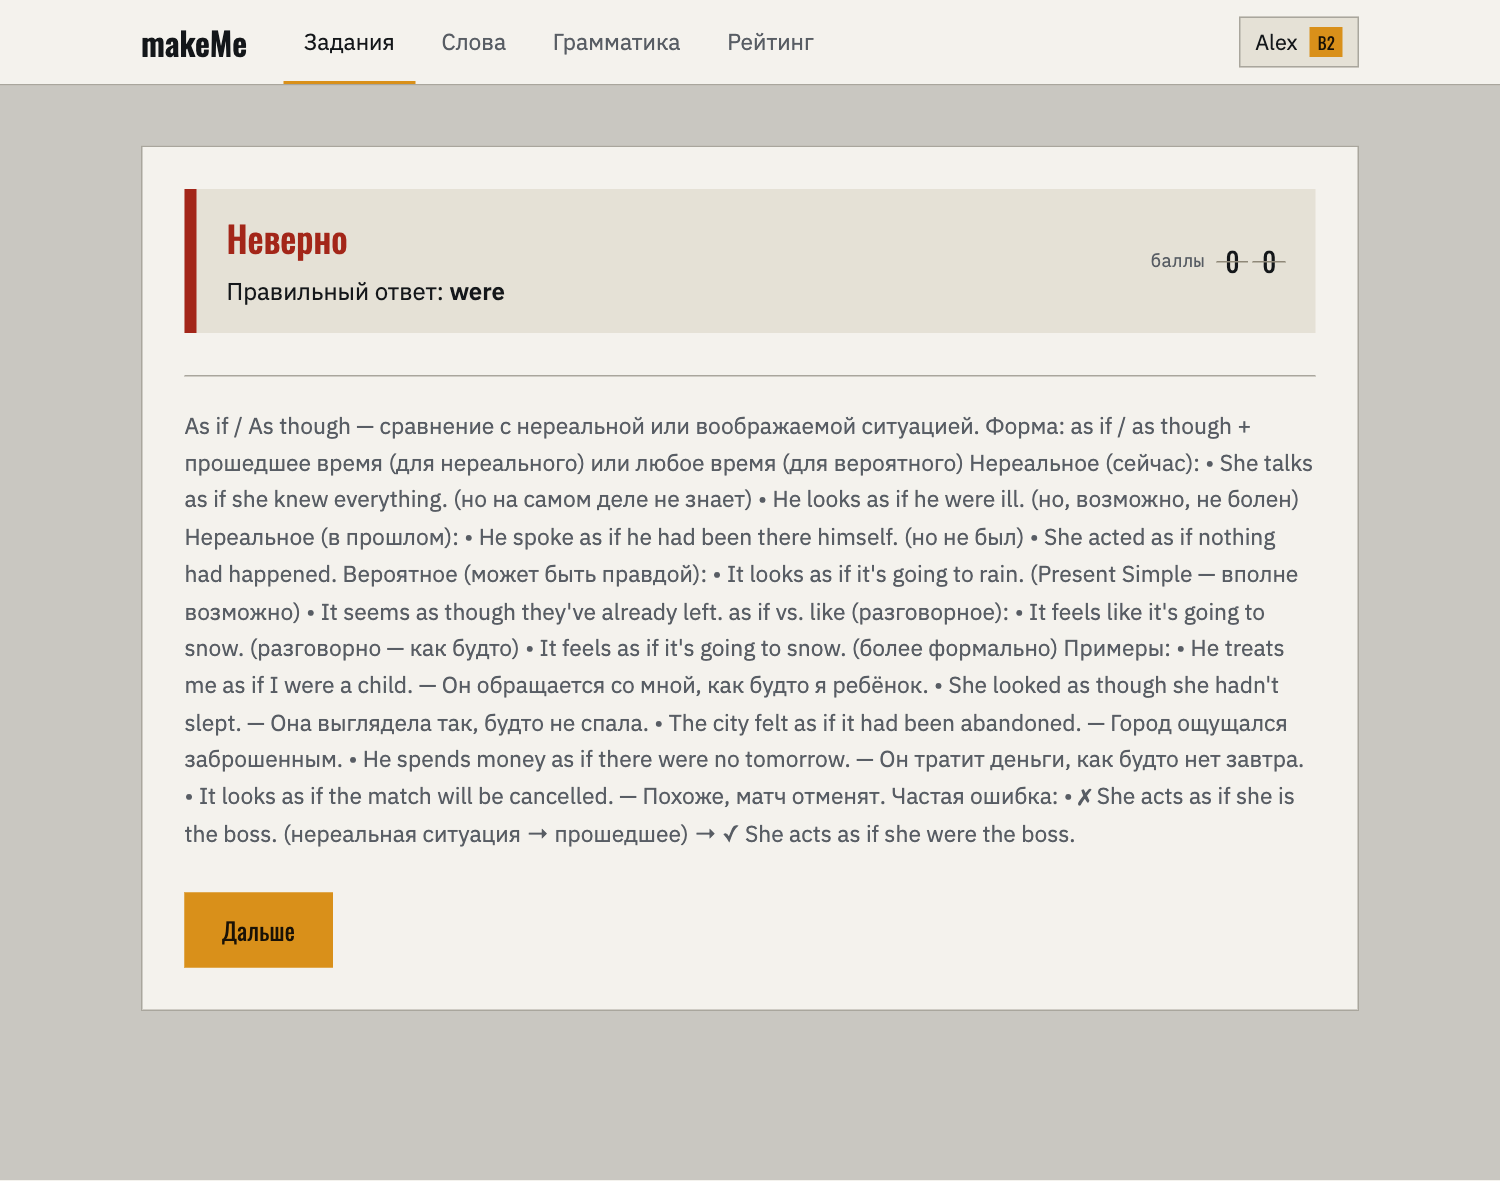 makeMe Задания Слова Грамматика Рейтинг Alex B2
Неверно
Правильный ответ: were
баллы 0 0
As if / As though — сравнение с нереальной или воображаемой ситуацией. Форма: as if / as though +
прошедшее время (для нереального) или любое время (для вероятного) Нереальное (сейчас): • She talks
as if she knew everything. (но на самом деле не знает) • He looks as if he were ill. (но, возможно, не болен)
Нереальное (в прошлом): • He spoke as if he had been there himself. (но не был) • She acted as if nothing
had happened. Вероятное (может быть правдой): • It looks as if it's going to rain. (Present Simple — вполне
возможно) • It seems as though they've already left. as if vs. like (разговорное): • It feels like it's going to
snow. (разговорно — как будто) • It feels as if it's going to snow. (более формально) Примеры: • He treats
me as if I were a child. — Он обращается со мной, как будто я ребёнок. • She looked as though she hadn't
slept. — Она выглядела так, будто не спала. • The city felt as if it had been abandoned. — Город ощущался
заброшенным. • He spends money as if there were no tomorrow. — Он тратит деньги, как будто нет завтра.
• It looks as if the match will be cancelled. — Похоже, матч отменят. Частая ошибка: • ✗ She acts as if she is
the boss. (нереальная ситуация → прошедшее) → ✓ She acts as if she were the boss.
Дальше